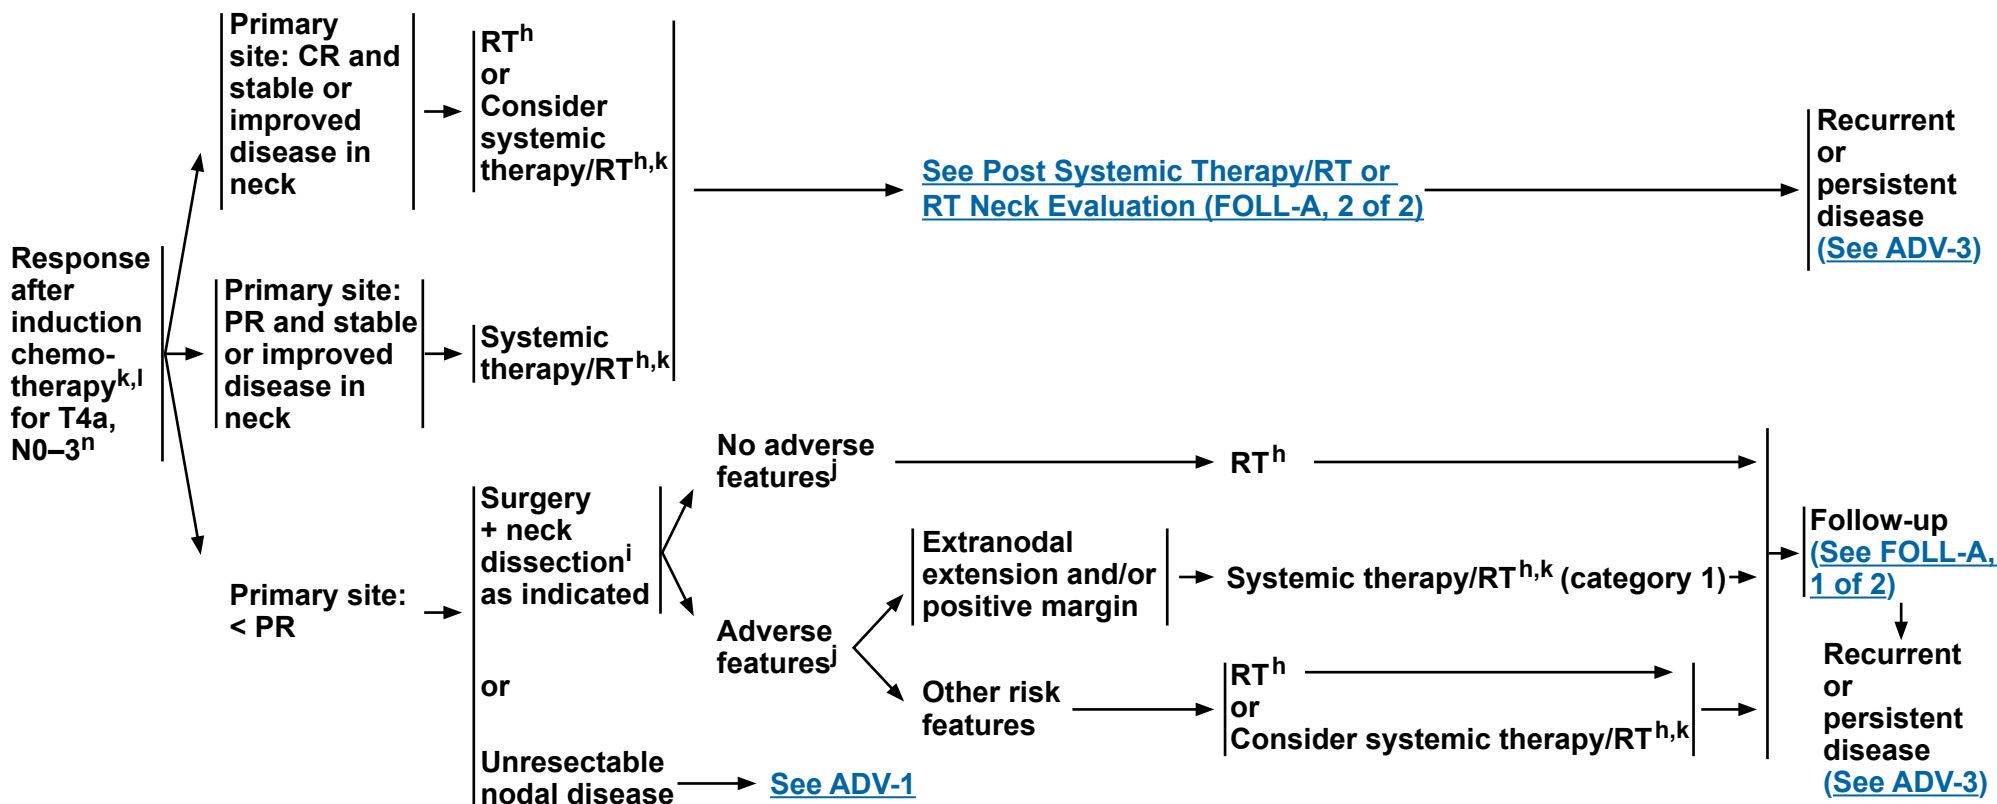 Response
after
induction
chemo-
therapyk,l
for T4a,
N0–3n
Primary
site: CR and
stable or
improved
disease in
neck
RTh
or
Consider
systemic
therapy/RTh,k
Primary site:
PR and stable
or improved
disease in
neck
Systemic
therapy/RTh,k
See Post Systemic Therapy/RT or
RT Neck Evaluation (FOLL-A, 2 of 2)
Recurrent
or
persistent
disease
(See ADV-3)
Primary site:
< PR
Surgery
+ neck
dissectioni
as indicated
or
Unresectable
nodal disease
See ADV-1
No adverse
featuresj
RTh
Adverse
featuresj
Extranodal
extension and/or
positive margin
Systemic therapy/RTh,k (category 1)
Other risk
features
RTh
or
Consider systemic therapy/RTh,k
Follow-up
(See FOLL-A,
1 of 2)
Recurrent
or
persistent
disease
(See ADV-3)